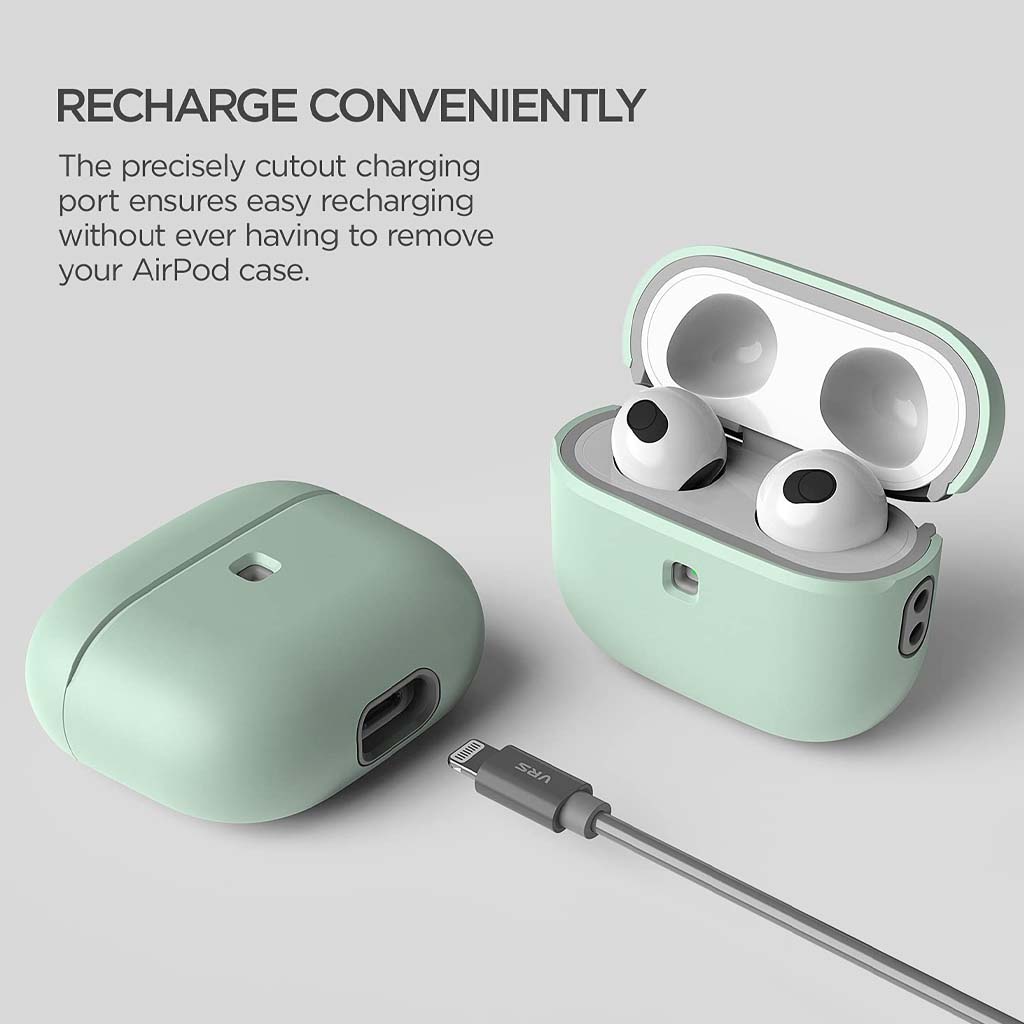 RECHARGE CONVENIENTLY
The precisely cutout charging
port ensures easy recharging
without ever having to remove
your AirPod case.
VRS